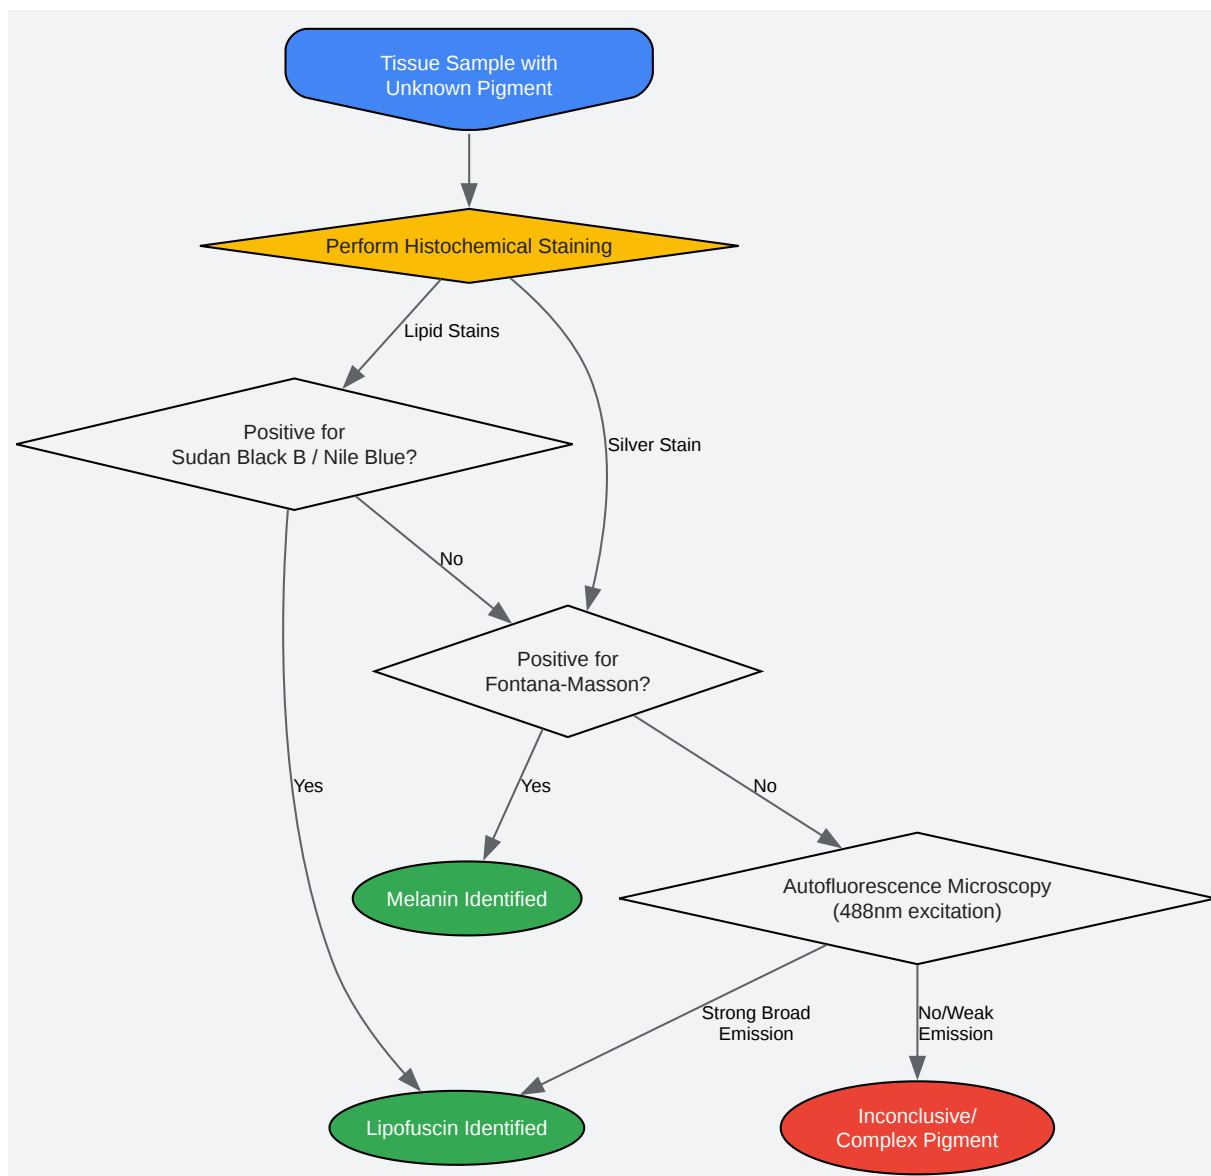 Tissue Sample with
Unknown Pigment
Perform Histochemical Staining
Lipid Stains
Positive for
Sudan Black B / Nile Blue?
Silver Stain
No
Positive for
Fontana-Masson?
Yes
Yes
No
Melanin Identified
Autofluorescence Microscopy
(488nm excitation)
Strong Broad
Emission
No/Weak
Emission
Lipofuscin Identified
Inconclusive/
Complex Pigment